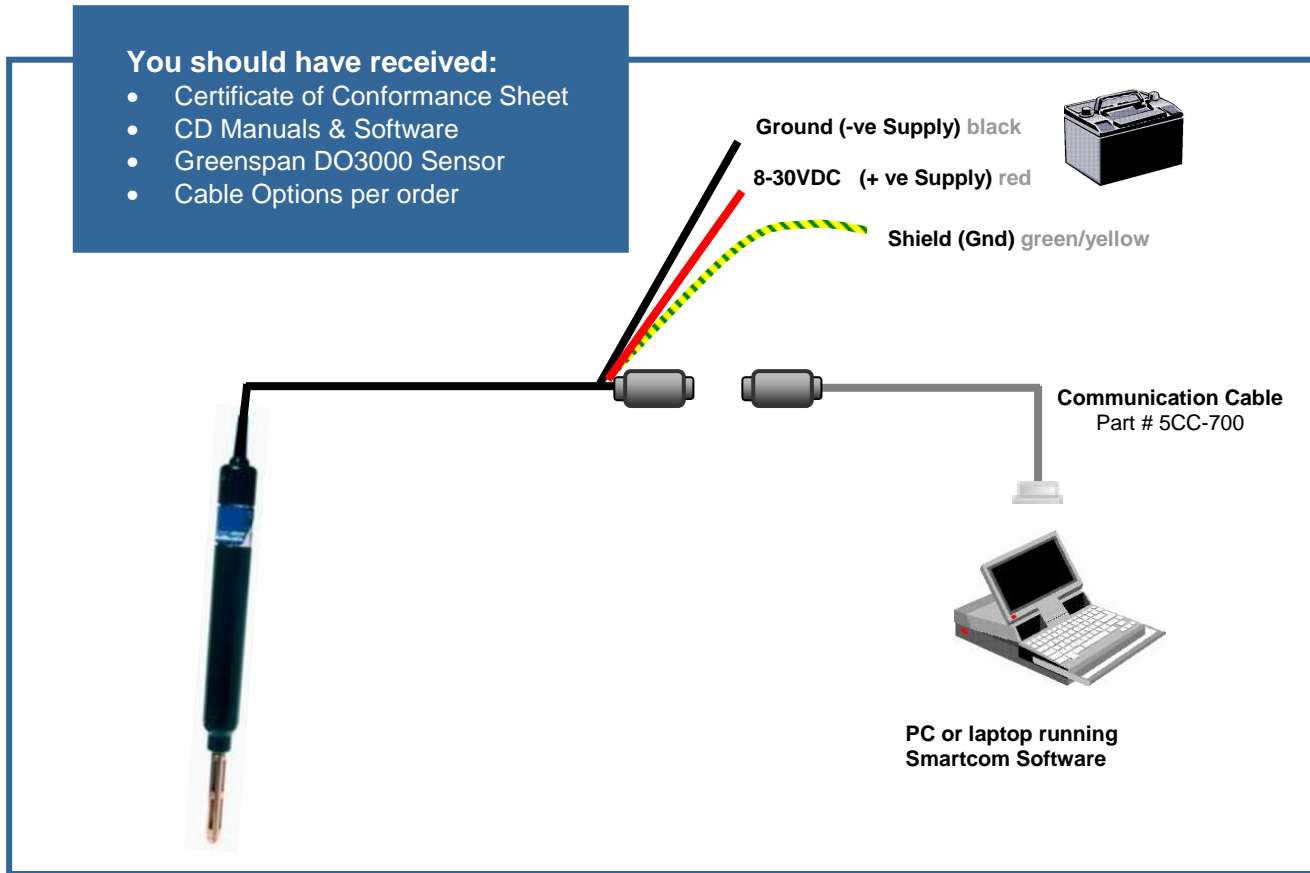 You should have received:
• Certificate of Conformance Sheet
• CD Manuals & Software
• Greenspan DO3000 Sensor
• Cable Options per order
Ground (-ve Supply) black
8-30VDC (+ ve Supply) red
Shield (Gnd) green/yellow
Communication Cable
Part # 5CC-700
PC or laptop running
Smartcom Software